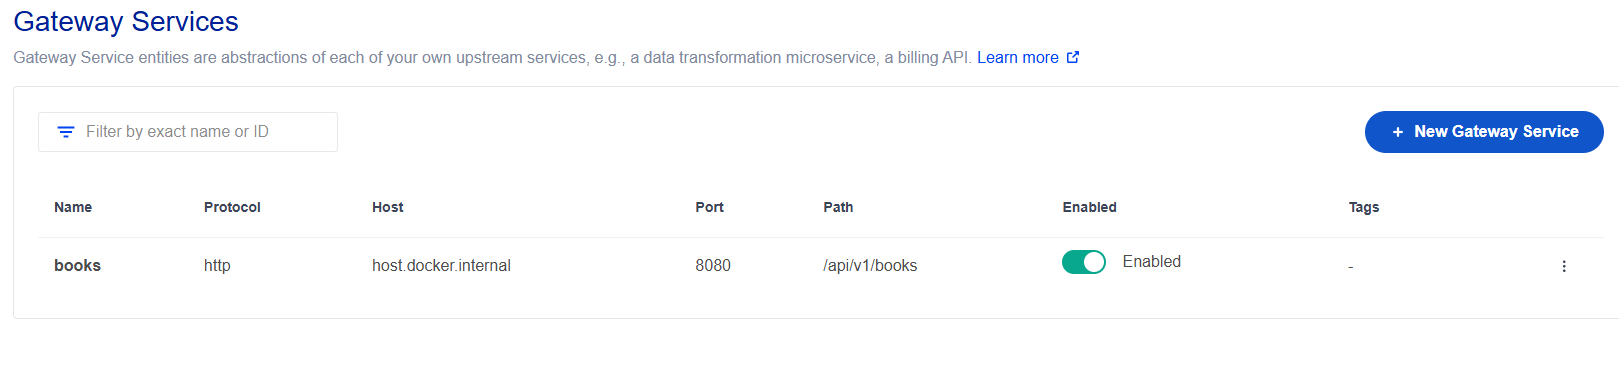 Gateway Services
Gateway Service entities are abstractions of each of your own upstream services, e.g., a data transformation microservice, a billing API. Learn more
Filter by exact name or ID
+ New Gateway Service
Name Protocol Host Port Path Enabled Tags
books http host.docker.internal 8080 /api/v1/books Enabled -